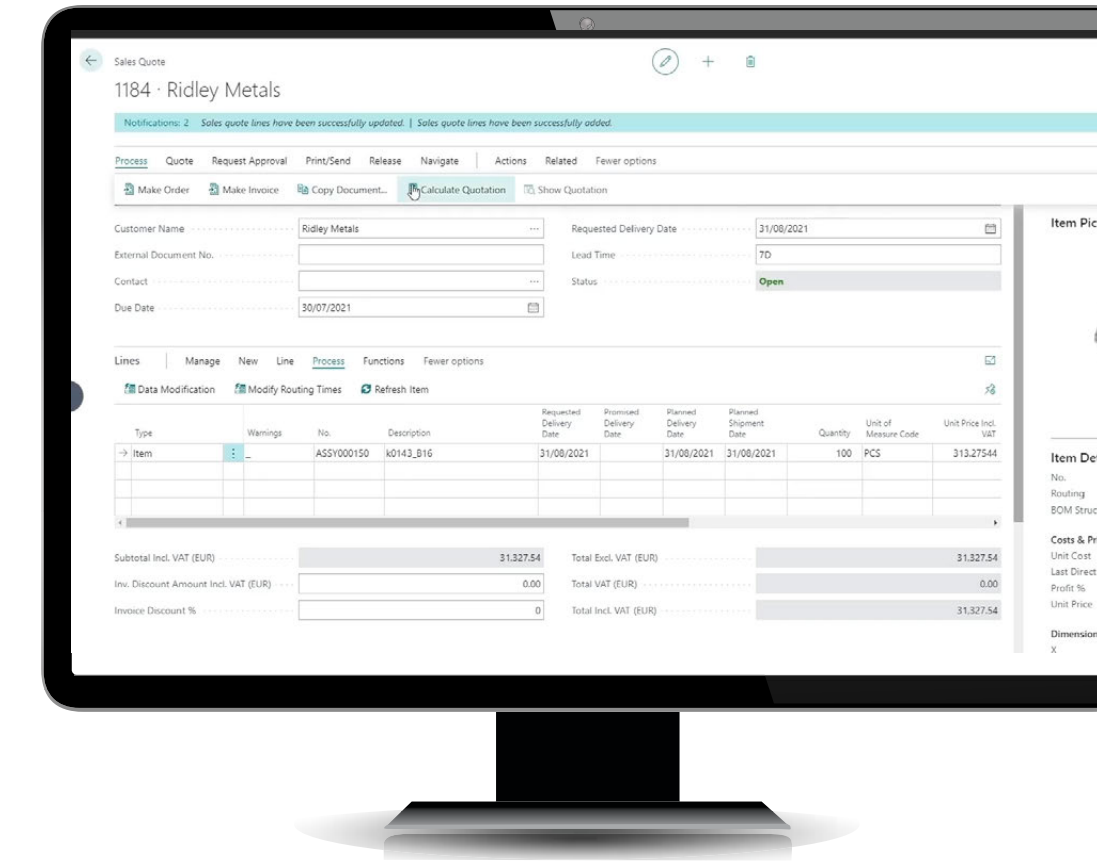 Sales Quote
1184 · Ridley Metals
Notifications: 2 Sales quote lines have been successfully updated. | Sales quote lines have been successfully added.
Process Quote Request Approval Print/Send Release Navigate | Actions Related Fewer options
Make Order Make Invoice Copy Document... Calculate Quotation Show Quotation
Customer Name Ridley Metals ... Requested Delivery Date 31/08/2021 Item Pic
External Document No. Lead Time 7D
Contact ... Status Open
Due Date 30/07/2021
Lines | Manage New Line Process Functions Fewer options
Data Modification Modify Routing Times Refresh Item
Type Warnings No. Description Requested Delivery Date Promised Delivery Date Planned Delivery Date Planned Shipment Date Quantity Unit of Measure Code Unit Price Incl. VAT
Item _ ASSY000150 k0143_B16 31/08/2021 31/08/2021 31/08/2021 100 PCS 313.27544
Item De
No.
Routing
BOM Struc
Costs & Pr
Unit Cost
Last Direct
Profit %
Unit Price
Dimension
X
Subtotal Incl. VAT (EUR) 31,327.54 Total Excl. VAT (EUR) 31,327.54
Inv. Discount Amount Incl. VAT (EUR) 0.00 Total VAT (EUR) 0.00
Invoice Discount % 0 Total Incl. VAT (EUR) 31,327.54